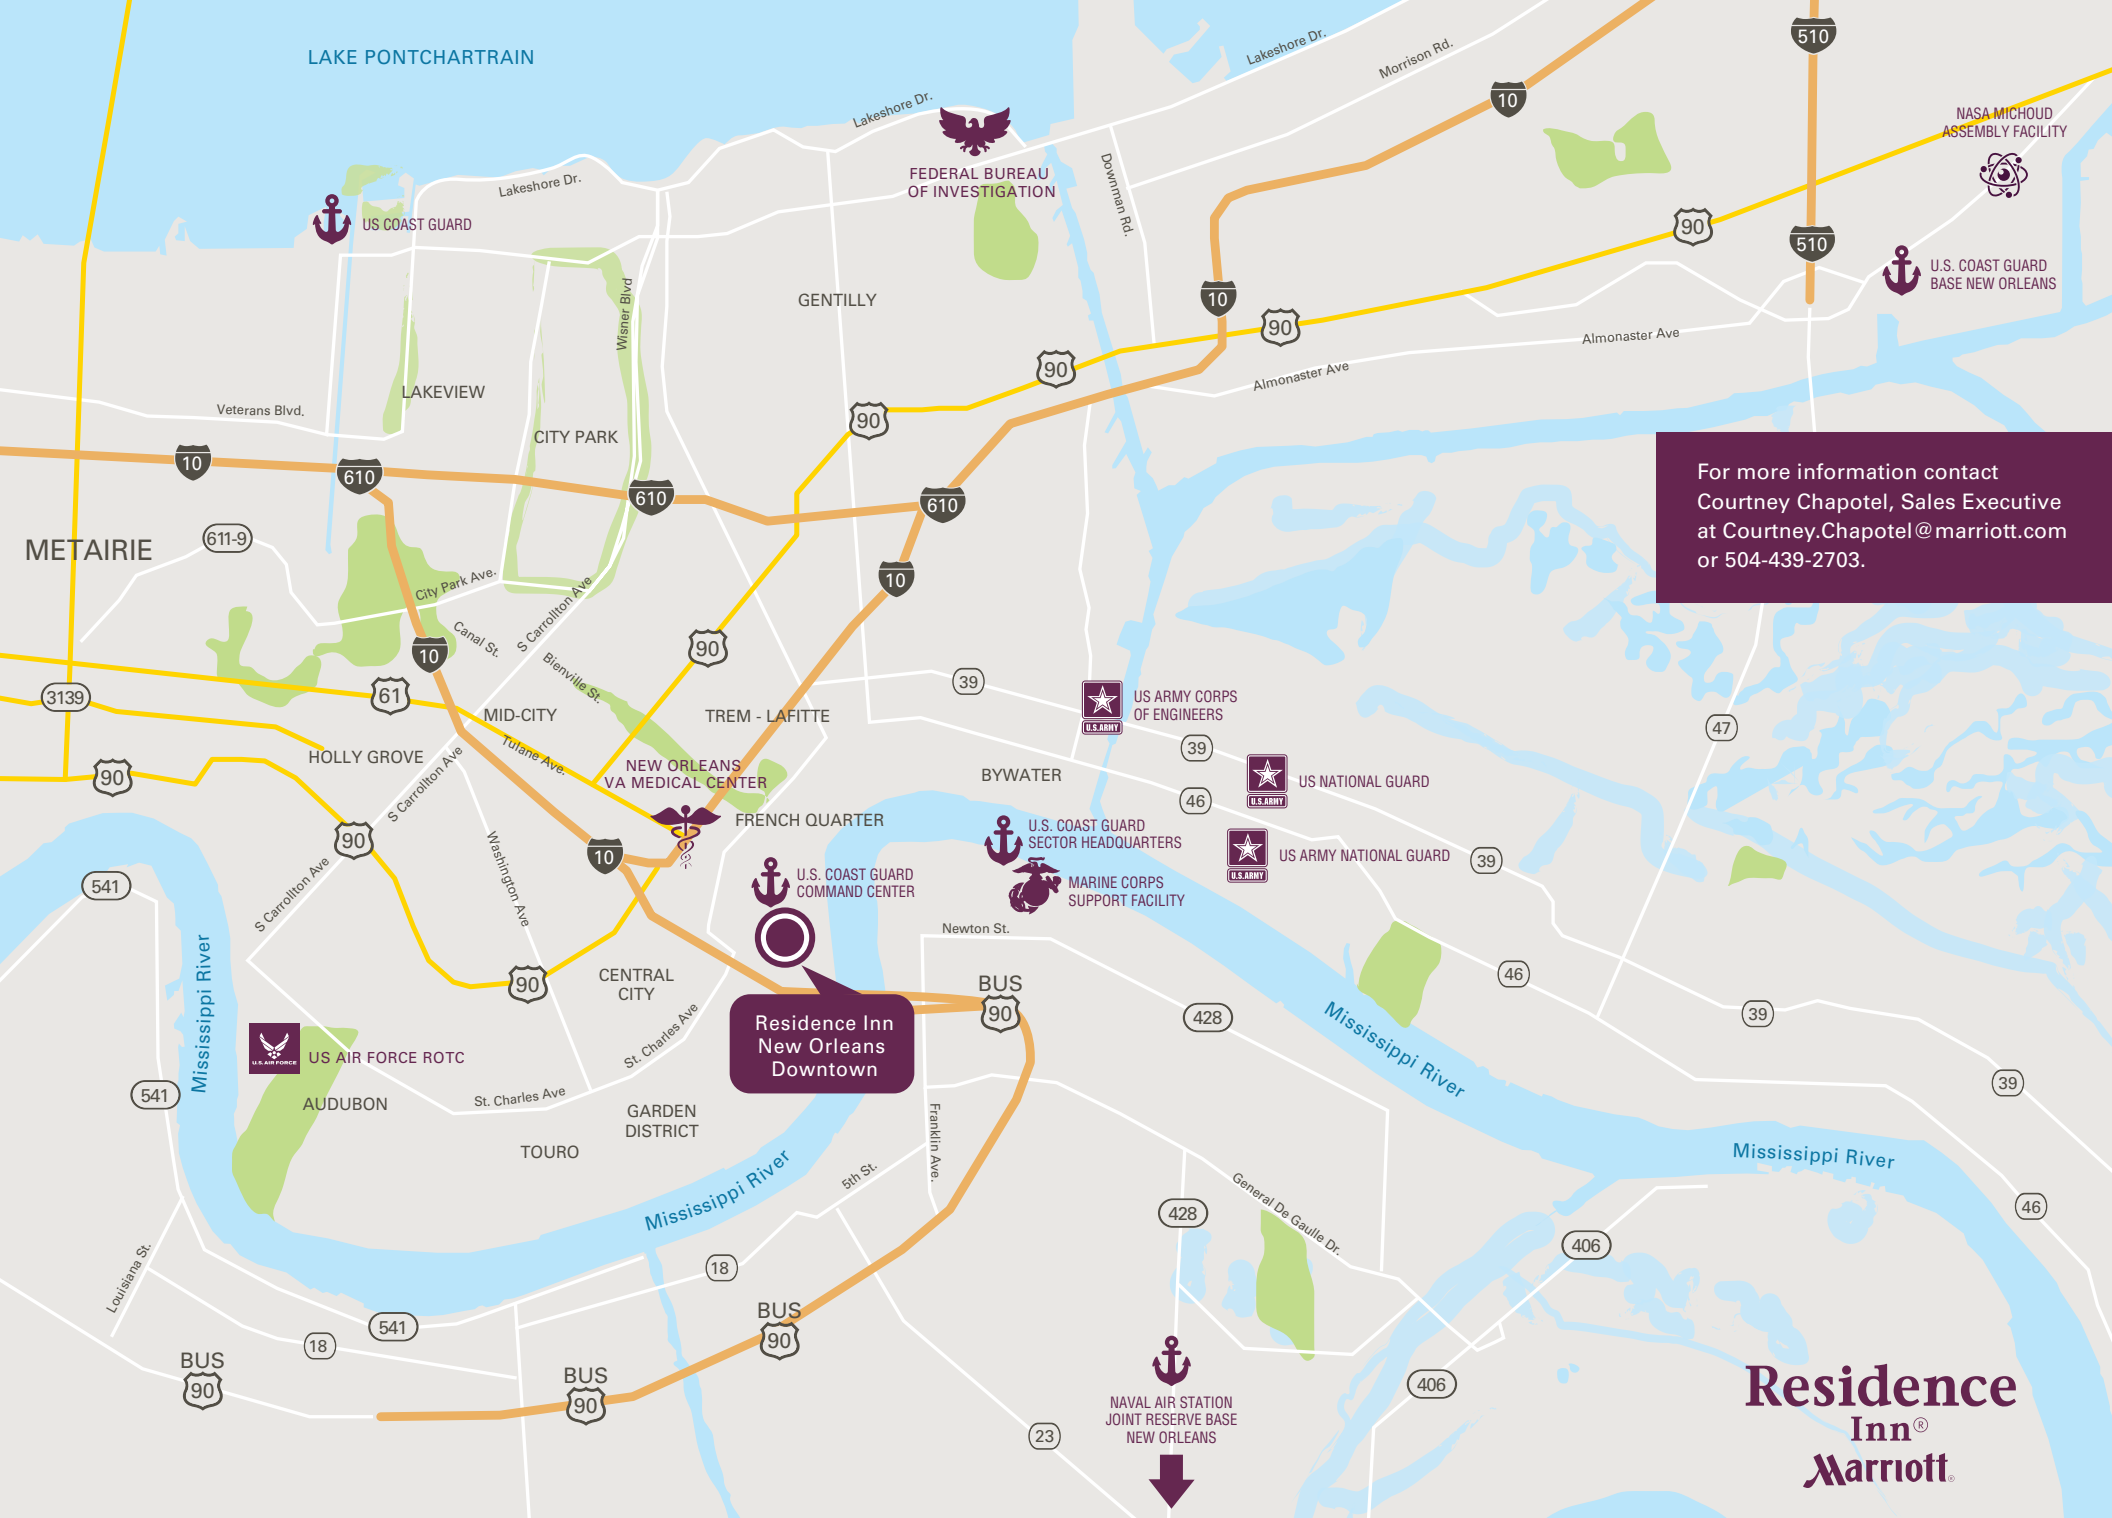 LAKE PONTCHARTRAIN
Lakeshore Dr.
Morrison Rd.
510
10
Lakeshore Dr.
NASA MICHOUD
ASSEMBLY FACILITY
FEDERAL BUREAU
OF INVESTIGATION
Lakeshore Dr.
Downman Rd.
US COAST GUARD
90
510
U.S. COAST GUARD
BASE NEW ORLEANS
GENTILLY
Wisner Blvd
10
90
Almonaster Ave
90
Almonaster Ave
LAKEVIEW
Veterans Blvd.
90
CITY PARK
10
610
610
610
For more information contact
Courtney Chapotel, Sales Executive
at Courtney.Chapotel@marriott.com
or 504-439-2703.
611-9
METAIRIE
10
City Park Ave.
S Carrollton Ave
Canal St.
10
90
Bienville St.
39
3139
61
US ARMY CORPS
OF ENGINEERS
U.S.ARMY
MID-CITY
TREM - LAFITTE
47
Tulane Ave.
39
HOLLY GROVE
NEW ORLEANS
VA MEDICAL CENTER
BYWATER
US NATIONAL GUARD
U.S.ARMY
90
S Carrollton Ave
46
FRENCH QUARTER
U.S. COAST GUARD
SECTOR HEADQUARTERS
90
10
Washington Ave
US ARMY NATIONAL GUARD
U.S.ARMY
39
541
S Carrollton Ave
U.S. COAST GUARD
COMMAND CENTER
MARINE CORPS
SUPPORT FACILITY
Newton St.
Mississippi River
90
CENTRAL
CITY
BUS
90
46
428
39
Residence Inn
New Orleans
Downtown
St. Charles Ave
Mississippi River
U.S. AIR FORCE
US AIR FORCE ROTC
541
AUDUBON
St. Charles Ave
GARDEN
DISTRICT
39
Franklin Ave.
TOURO
Mississippi River
Mississippi River
5th St.
General De Gaulle Dr.
428
46
406
Louisiana St.
18
541
18
BUS
90
BUS
90
BUS
90
406
NAVAL AIR STATION
JOINT RESERVE BASE
NEW ORLEANS
23
Residence
Inn®
Marriott®